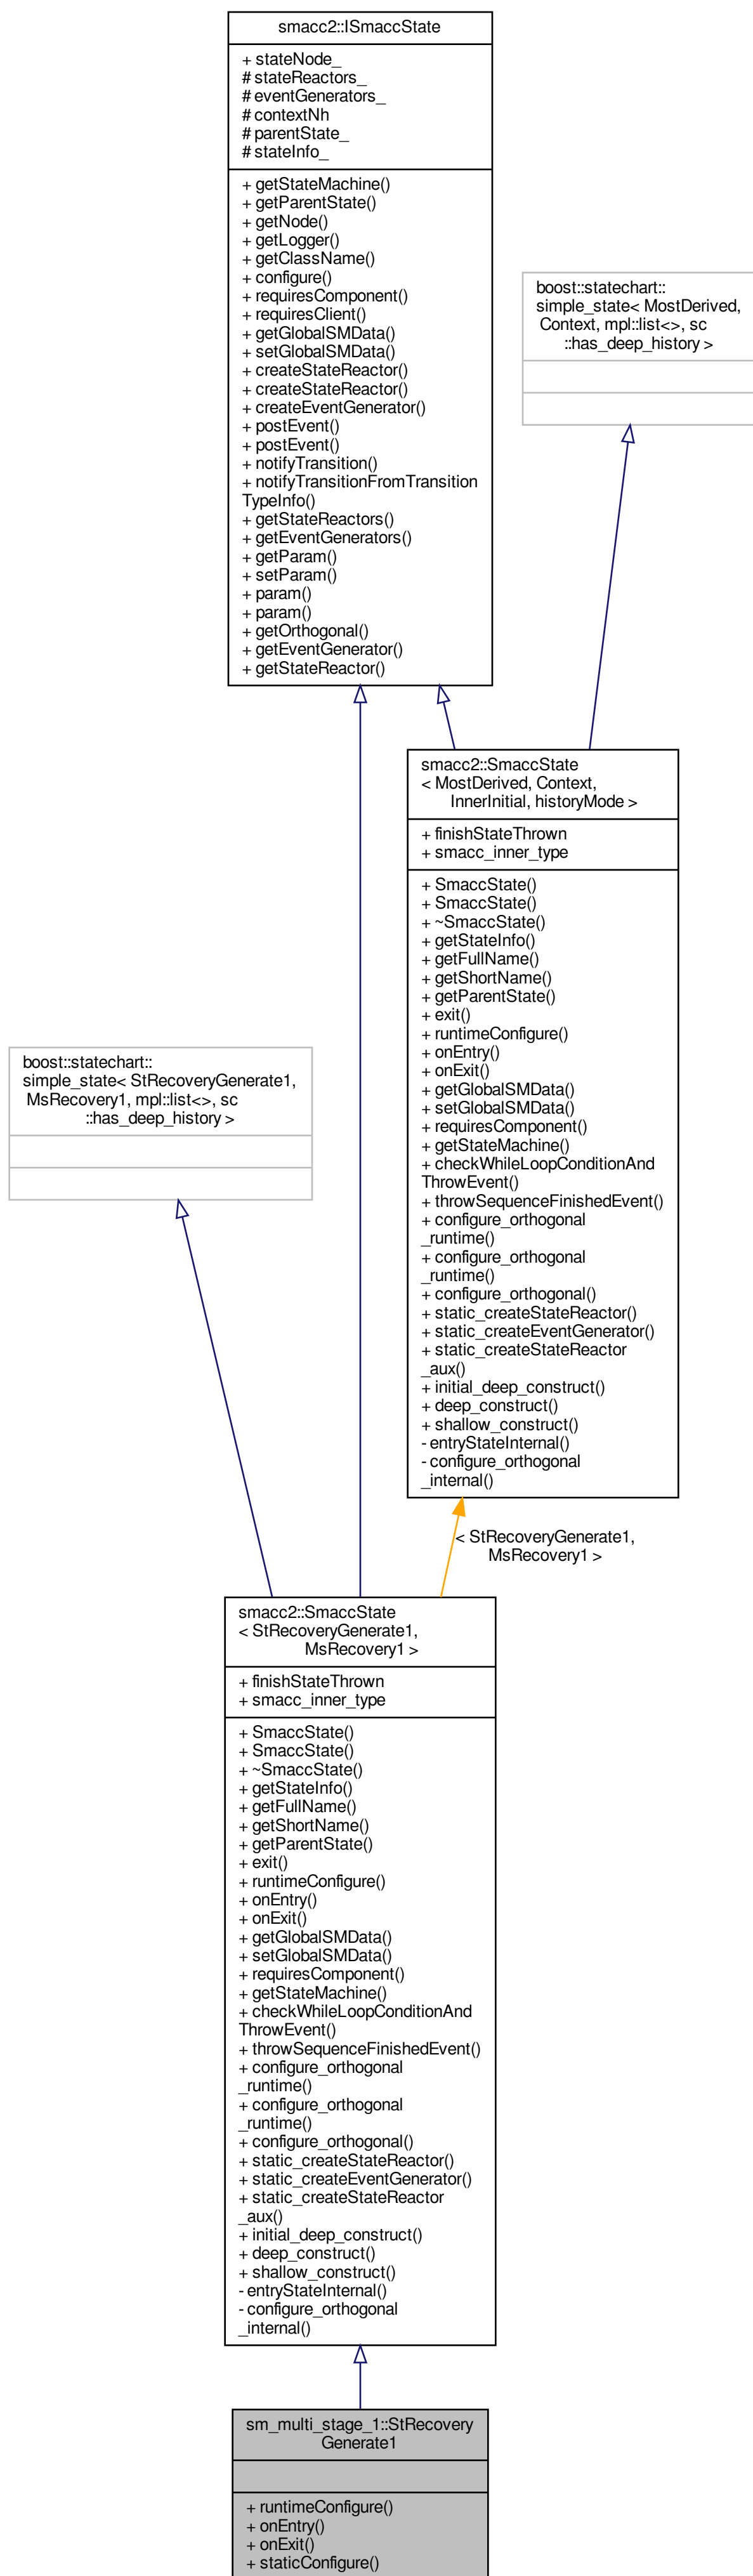 smacc2::ISmaccState
+ stateNode_
# stateReactors_
# eventGenerators_
# contextNh
# parentState_
# stateInfo_
+ getStateMachine()
+ getParentState()
+ getNode()
+ getLogger()
+ getClassName()
+ configure()
+ requiresComponent()
+ requiresClient()
+ getGlobalSMData()
+ setGlobalSMData()
+ createStateReactor()
+ createStateReactor()
+ createEventGenerator()
+ postEvent()
+ postEvent()
+ notifyTransition()
+ notifyTransitionFromTransition
TypeInfo()
+ getStateReactors()
+ getEventGenerators()
+ getParam()
+ setParam()
+ param()
+ param()
+ getOrthogonal()
+ getEventGenerator()
+ getStateReactor()
boost::statechart::
simple_state< MostDerived,
Context, mpl::list<>, sc
::has_deep_history >
smacc2::SmaccState
< MostDerived, Context,
InnerInitial, historyMode >
+ finishStateThrown
+ smacc_inner_type
+ SmaccState()
+ SmaccState()
+ ~SmaccState()
+ getStateInfo()
+ getFullName()
+ getShortName()
+ getParentState()
+ exit()
+ runtimeConfigure()
+ onEntry()
+ onExit()
+ getGlobalSMData()
+ setGlobalSMData()
+ requiresComponent()
+ getStateMachine()
+ checkWhileLoopConditionAnd
ThrowEvent()
+ throwSequenceFinishedEvent()
+ configure_orthogonal
_runtime()
+ configure_orthogonal
_runtime()
+ configure_orthogonal()
+ static_createStateReactor()
+ static_createEventGenerator()
+ static_createStateReactor
_aux()
+ initial_deep_construct()
+ deep_construct()
+ shallow_construct()
- entryStateInternal()
- configure_orthogonal
_internal()
boost::statechart::
simple_state< StRecoveryGenerate1,
MsRecovery1, mpl::list<>, sc
::has_deep_history >
< StRecoveryGenerate1,
MsRecovery1 >
smacc2::SmaccState
< StRecoveryGenerate1,
MsRecovery1 >
+ finishStateThrown
+ smacc_inner_type
+ SmaccState()
+ SmaccState()
+ ~SmaccState()
+ getStateInfo()
+ getFullName()
+ getShortName()
+ getParentState()
+ exit()
+ runtimeConfigure()
+ onEntry()
+ onExit()
+ getGlobalSMData()
+ setGlobalSMData()
+ requiresComponent()
+ getStateMachine()
+ checkWhileLoopConditionAnd
ThrowEvent()
+ throwSequenceFinishedEvent()
+ configure_orthogonal
_runtime()
+ configure_orthogonal
_runtime()
+ configure_orthogonal()
+ static_createStateReactor()
+ static_createEventGenerator()
+ static_createStateReactor
_aux()
+ initial_deep_construct()
+ deep_construct()
+ shallow_construct()
- entryStateInternal()
- configure_orthogonal
_internal()
sm_multi_stage_1::StRecovery
Generate1
+ runtimeConfigure()
+ onEntry()
+ onExit()
+ staticConfigure()